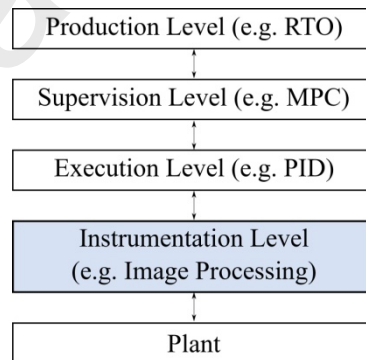 Production Level (e.g. RTO)
Supervision Level (e.g. MPC)
Execution Level (e.g. PID)
Instrumentation Level
(e.g. Image Processing)
Plant